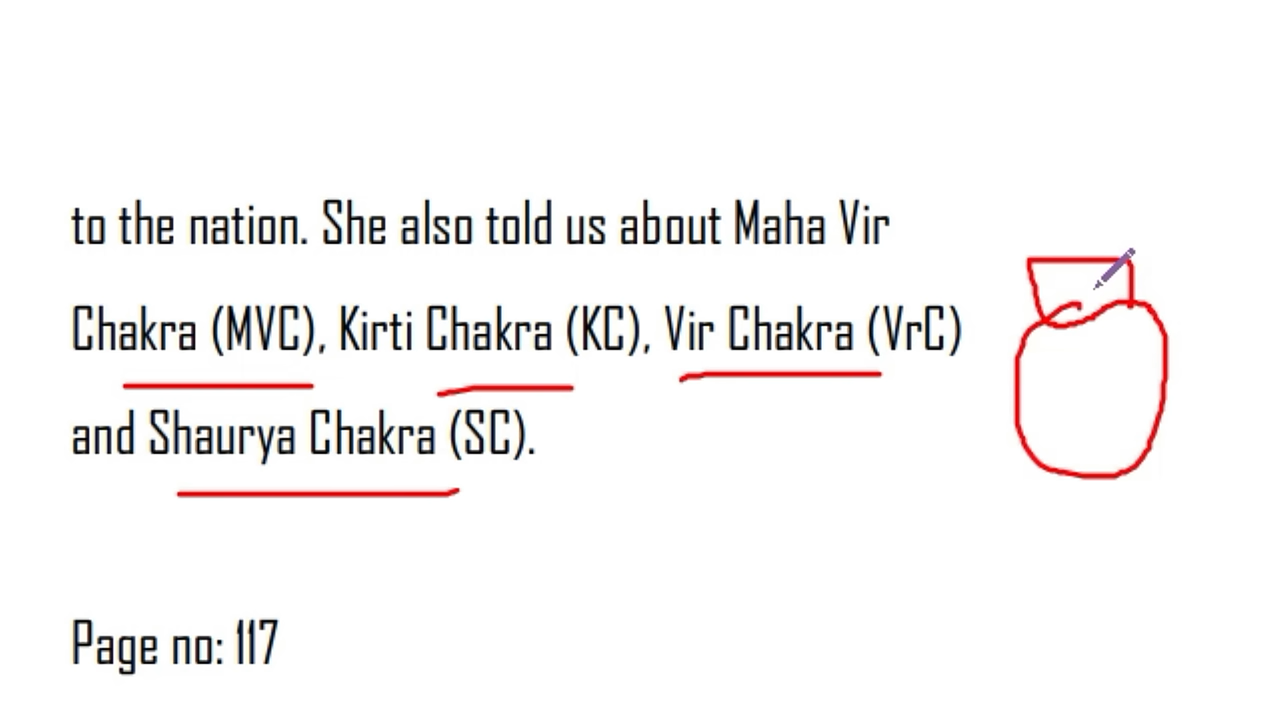 to the nation. She also told us about Maha Vir
Chakra (MVC), Kirti Chakra (KC), Vir Chakra (VrC)
and Shaurya Chakra (SC).
Page no: 117